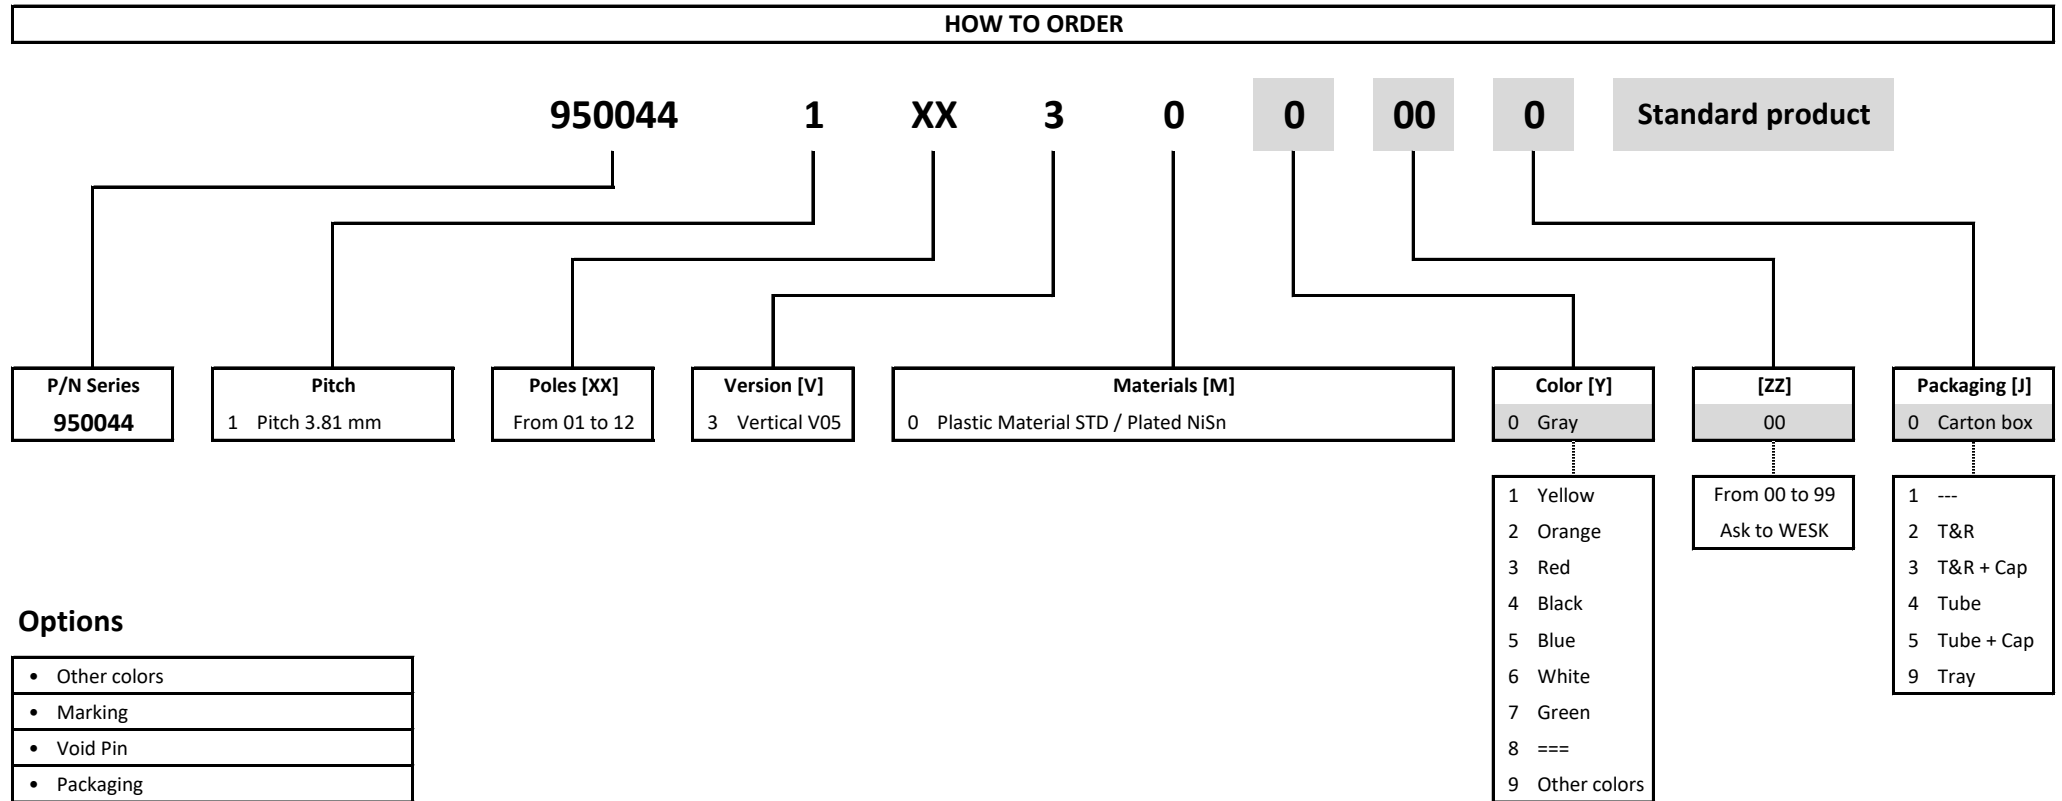 HOW TO ORDER
950044 1 XX 3 0 0 00 0 Standard product
P/N Series Pitch Poles [XX] Version [V] Materials [M] Color [Y] [ZZ] Packaging [J]
950044 1 Pitch 3.81 mm From 01 to 12 3 Vertical V05 0 Plastic Material STD / Plated NiSn 0 Gray 00 0 Carton box
1 Yellow From 00 to 99 1 ---
2 Orange Ask to WESK 2 T&R
3 Red 3 T&R + Cap
4 Black 4 Tube
Options
5 Blue 5 Tube + Cap
• Other colors 6 White 9 Tray
• Marking 7 Green
• Void Pin 8 ===
• Packaging 9 Other colors